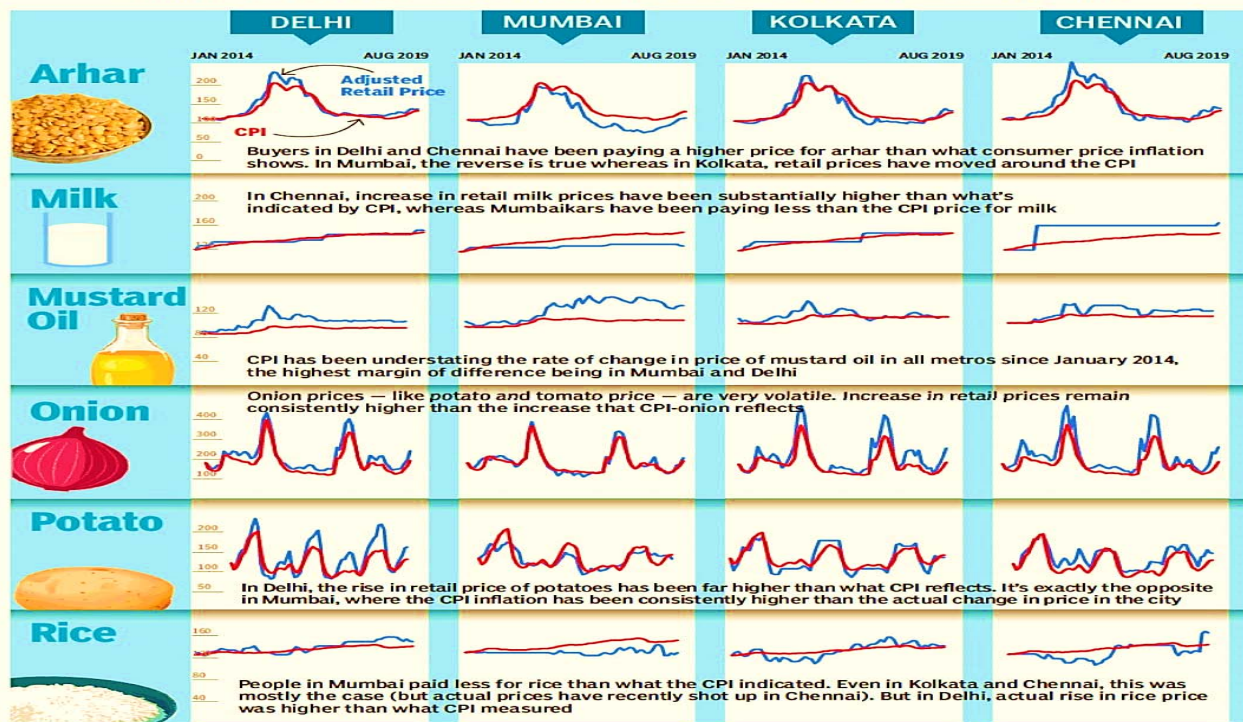 DELHI MUMBAI KOLKATA CHENNAI
JAN 2014 AUG 2019 JAN 2014 AUG 2019 JAN 2014 AUG 2019 JAN 2014 AUG 2019
Arhar
Adjusted
Retail Price
CPI
200
150
100
50
0
Buyers in Delhi and Chennai have been paying a higher price for arhar than what consumer price inflation
shows. In Mumbai, the reverse is true whereas in Kolkata, retail prices have moved around the CPI
Milk
200
160
120
In Chennai, increase in retail milk prices have been substantially higher than what's
indicated by CPI, whereas Mumbaikars have been paying less than the CPI price for milk
Mustard
Oil
120
80
40
CPI has been understating the rate of change in price of mustard oil in all metros since January 2014,
the highest margin of difference being in Mumbai and Delhi
Onion
Onion prices — like potato and tomato price — are very volatile. Increase in retail prices remain
consistently higher than the increase that CPI-onion reflects
400
300
200
100
Potato
200
150
100
50
In Delhi, the rise in retail price of potatoes has been far higher than what CPI reflects. It's exactly the opposite
in Mumbai, where the CPI inflation has been consistently higher than the actual change in price in the city
Rice
160
120
80
40
People in Mumbai paid less for rice than what the CPI indicated. Even in Kolkata and Chennai, this was
mostly the case (but actual prices have recently shot up in Chennai). But in Delhi, actual rise in rice price
was higher than what CPI measured